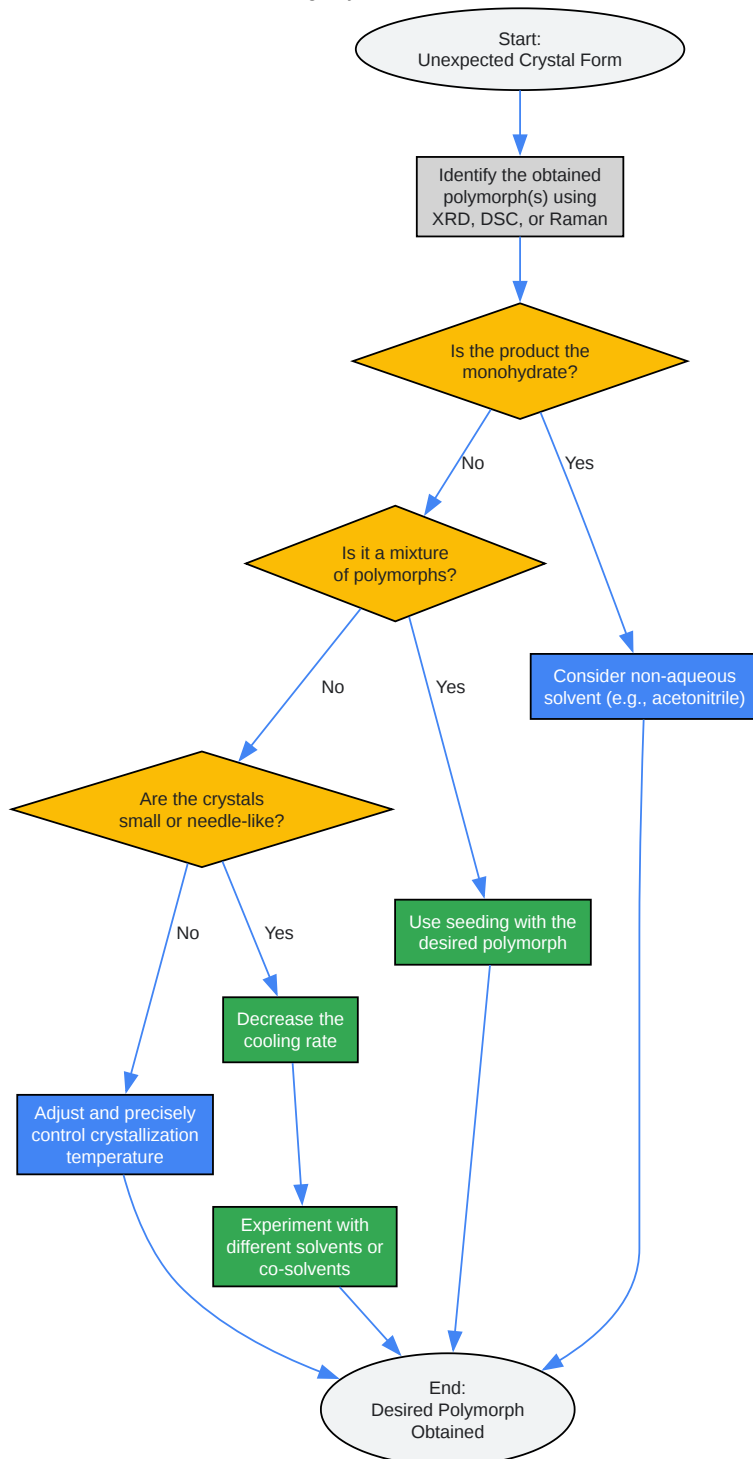 Start:
Unexpected Crystal Form
Identify the obtained
polymorph(s) using
XRD, DSC, or Raman
Is the product the
monohydrate?
No
Yes
Is it a mixture
of polymorphs?
Consider non-aqueous
solvent (e.g., acetonitrile)
No
Yes
Are the crystals
small or needle-like?
Use seeding with the
desired polymorph
No
Yes
Decrease the
cooling rate
Adjust and precisely
control crystallization
temperature
Experiment with
different solvents or
co-solvents
End:
Desired Polymorph
Obtained